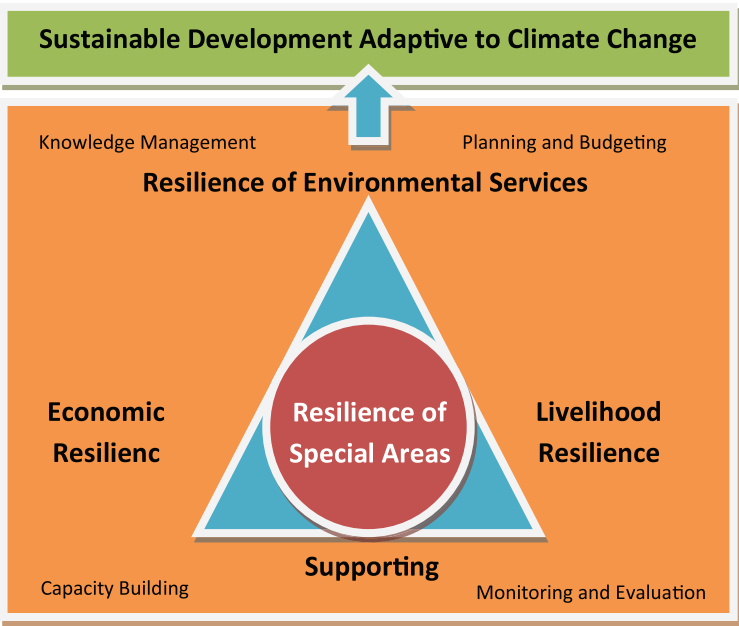 Sustainable Development Adaptive to Climate Change
Knowledge Management
Planning and Budgeting
Resilience of Environmental Services
Economic
Resilienc
Resilience of
Special Areas
Livelihood
Resilience
Supporting
Capacity Building
Monitoring and Evaluation